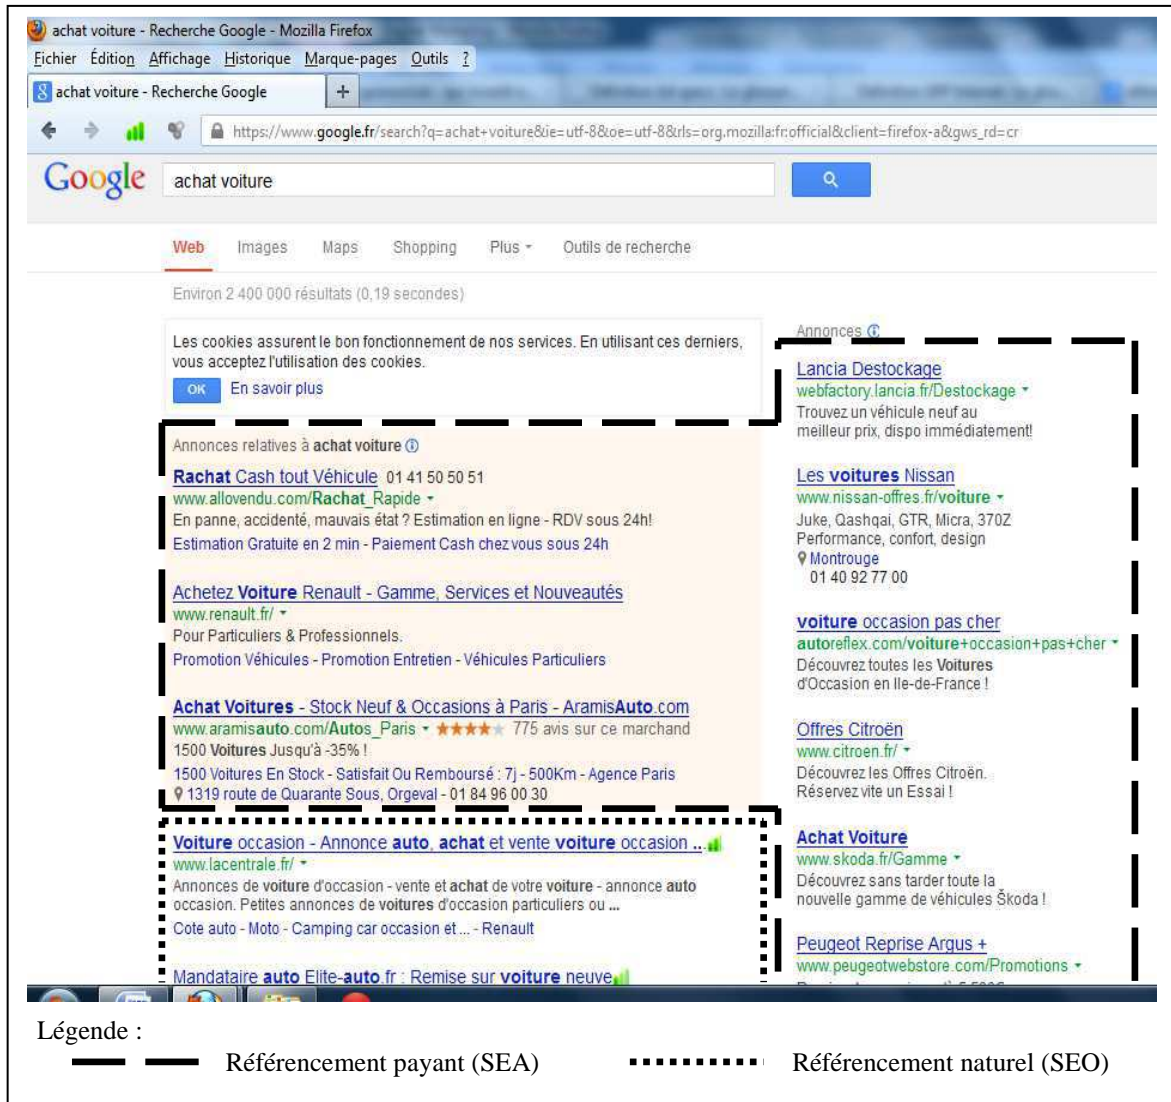 achat voiture - Recherche Google - Mozilla Firefox
Fichier Édition Affichage Historique Marque-pages Outils ?
achat voiture - Recherche Google +
https://www.google.fr/search?q=achat+voiture&ie=utf-8&oe=utf-8&rls=org.mozilla:fr:official&client=firefox-a&gws_rd=cr
Google achat voiture
Web Images Maps Shopping Plus Outils de recherche
Environ 2 400 000 résultats (0,19 secondes)
Les cookies assurent le bon fonctionnement de nos services. En utilisant ces derniers,
vous acceptez l'utilisation des cookies.
OK En savoir plus
Annonces relatives à achat voiture
Rachat Cash tout Véhicule 01 41 50 50 51
www.allovendu.com/Rachat_Rapide
En panne, accidenté, mauvais état ? Estimation en ligne - RDV sous 24h!
Estimation Gratuite en 2 min - Paiement Cash chez vous sous 24h
Achetez Voiture Renault - Gamme, Services et Nouveautés
www.renault.fr/
Pour Particuliers & Professionnels.
Promotion Véhicules - Promotion Entretien - Véhicules Particuliers
Achat Voitures - Stock Neuf & Occasions à Paris - AramisAuto.com
www.aramisauto.com/Autos_Paris ★★★★★ 775 avis sur ce marchand
1500 Voitures Jusqu'à -35% !
1500 Voitures En Stock - Satisfait Ou Remboursé : 7j - 500Km - Agence Paris
1319 route de Quarante Sous, Orgeval - 01 84 96 00 30
Voiture occasion - Annonce auto, achat et vente voiture occasion ...
www.lacentrale.fr/
Annonces de voiture d'occasion - vente et achat de votre voiture - annonce auto
occasion. Petites annonces de voitures d'occasion particuliers ou ...
Cote auto - Moto - Camping car occasion et ... - Renault
Mandataire auto Elite-auto.fr : Remise sur voiture neuve
Annonces
Lancia Destockage
webfactory.lancia.fr/Destockage
Trouvez un véhicule neuf au
meilleur prix, dispo immédiatement!
Les voitures Nissan
www.nissan-offres.fr/voiture
Juke, Qashqai, GTR, Micra, 370Z
Performance, confort, design
Montrouge
01 40 92 77 00
voiture occasion pas cher
autoreflex.com/voiture+occasion+pas+cher
Découvrez toutes les Voitures
d'Occasion en Ile-de-France !
Offres Citroën
www.citroen.fr/
Découvrez les Offres Citroën.
Réservez vite un Essai !
Achat Voiture
www.skoda.fr/Gamme
Découvrez sans tarder toute la
nouvelle gamme de véhicules Škoda !
Peugeot Reprise Argus +
www.peugeotwebstore.com/Promotions
Légende :
Référencement payant (SEA) Référencement naturel (SEO)